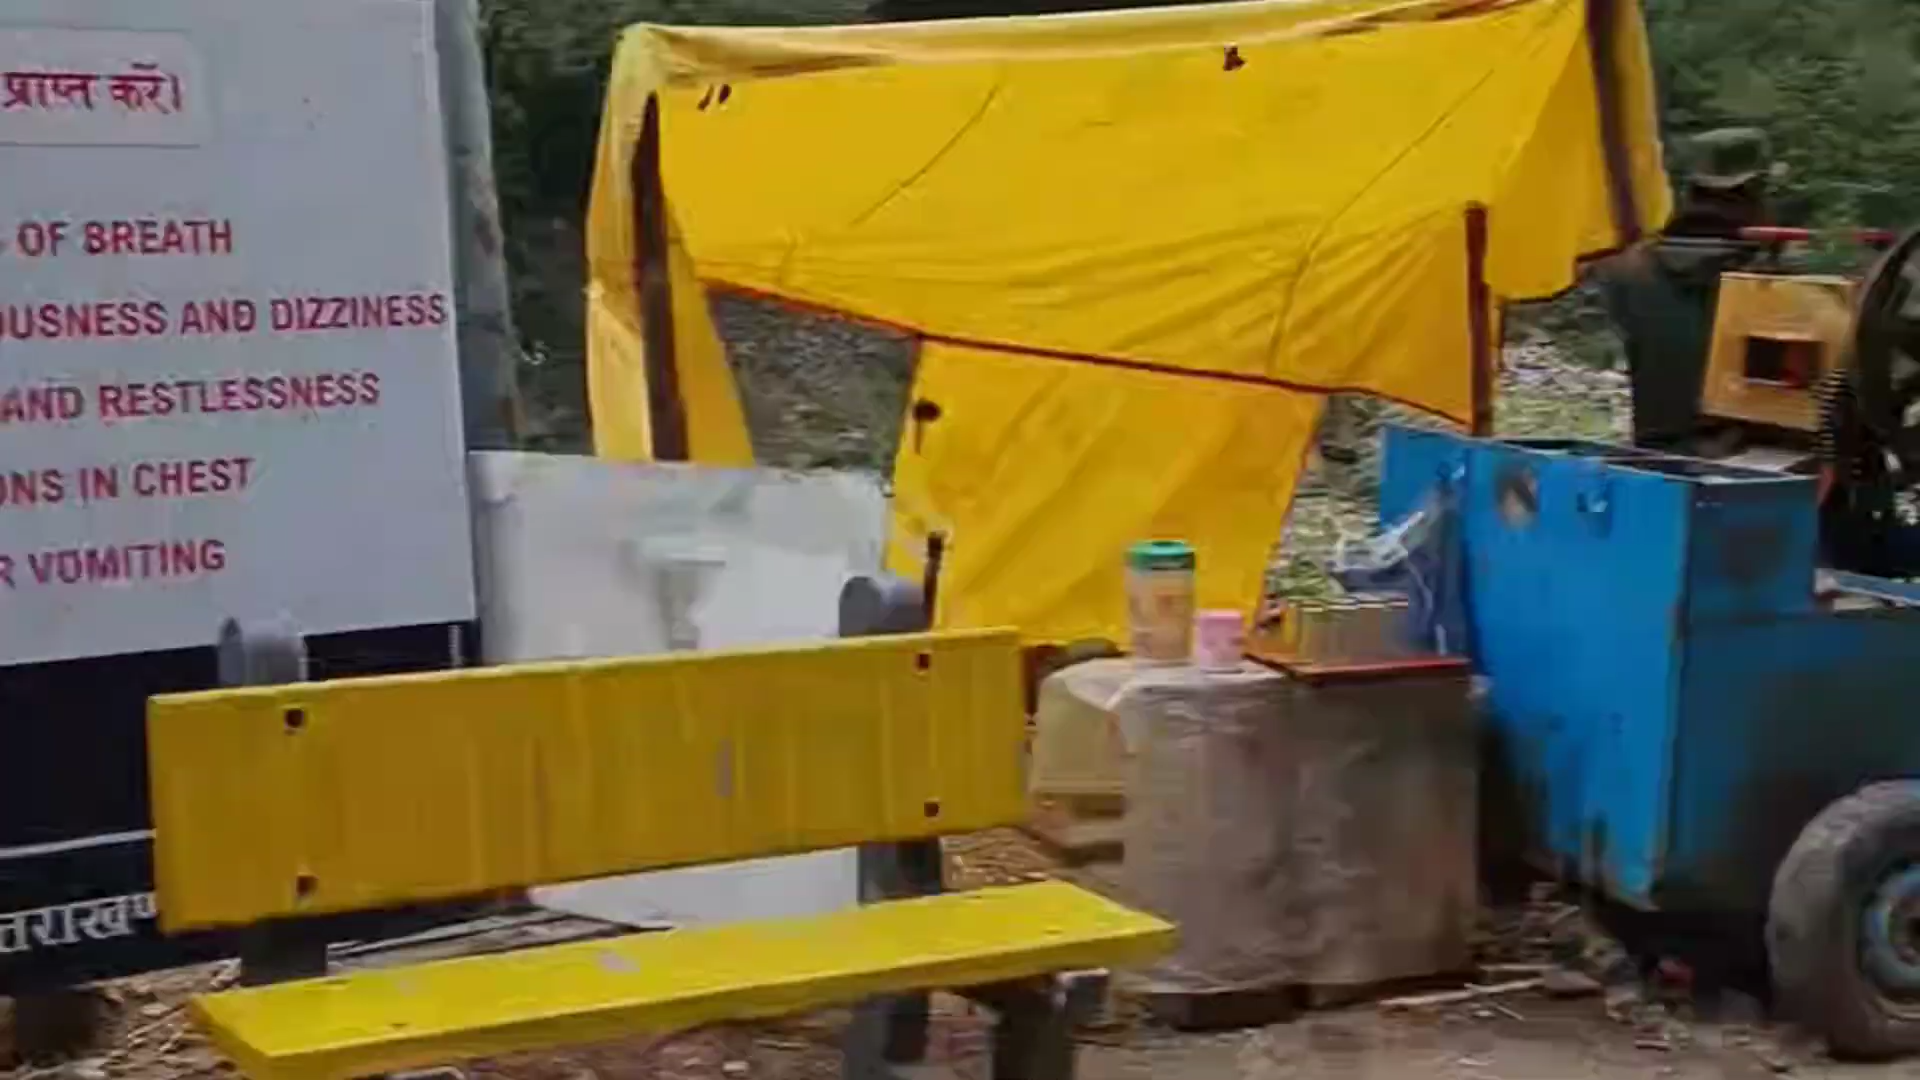 प्राप्त करें।
OF BREATH
OUSNESS AND DIZZINESS
AND RESTLESSNESS
ONS IN CHEST
R VOMITING
त्तराखण